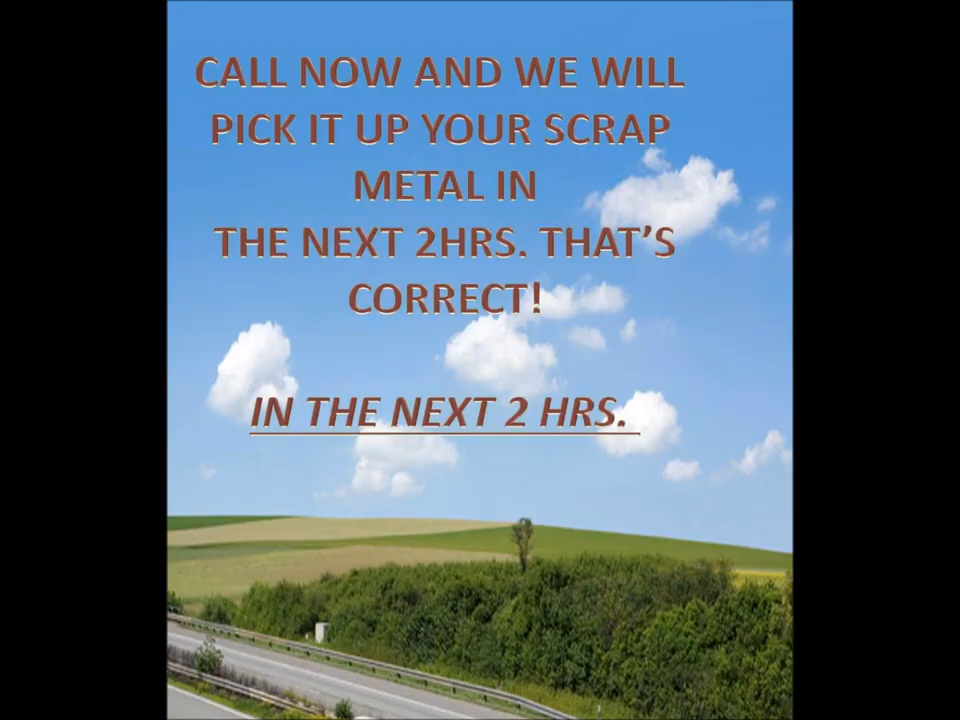 CALL NOW AND WE WILL
PICK IT UP YOUR SCRAP
METAL IN
THE NEXT 2HRS. THAT’S
CORRECT!
IN THE NEXT 2 HRS.